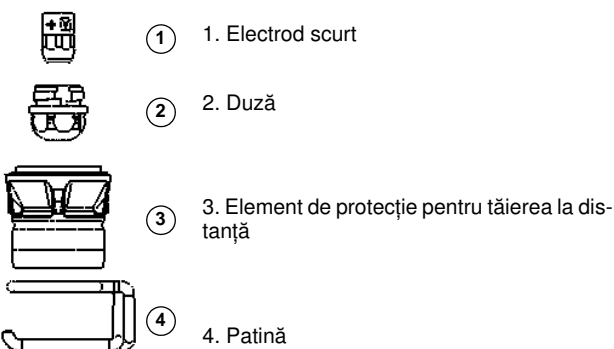 1 1. Electrod scurt
2 2. Duză
3 3. Element de protecție pentru tăierea la dis-
tanță
4 4. Patină